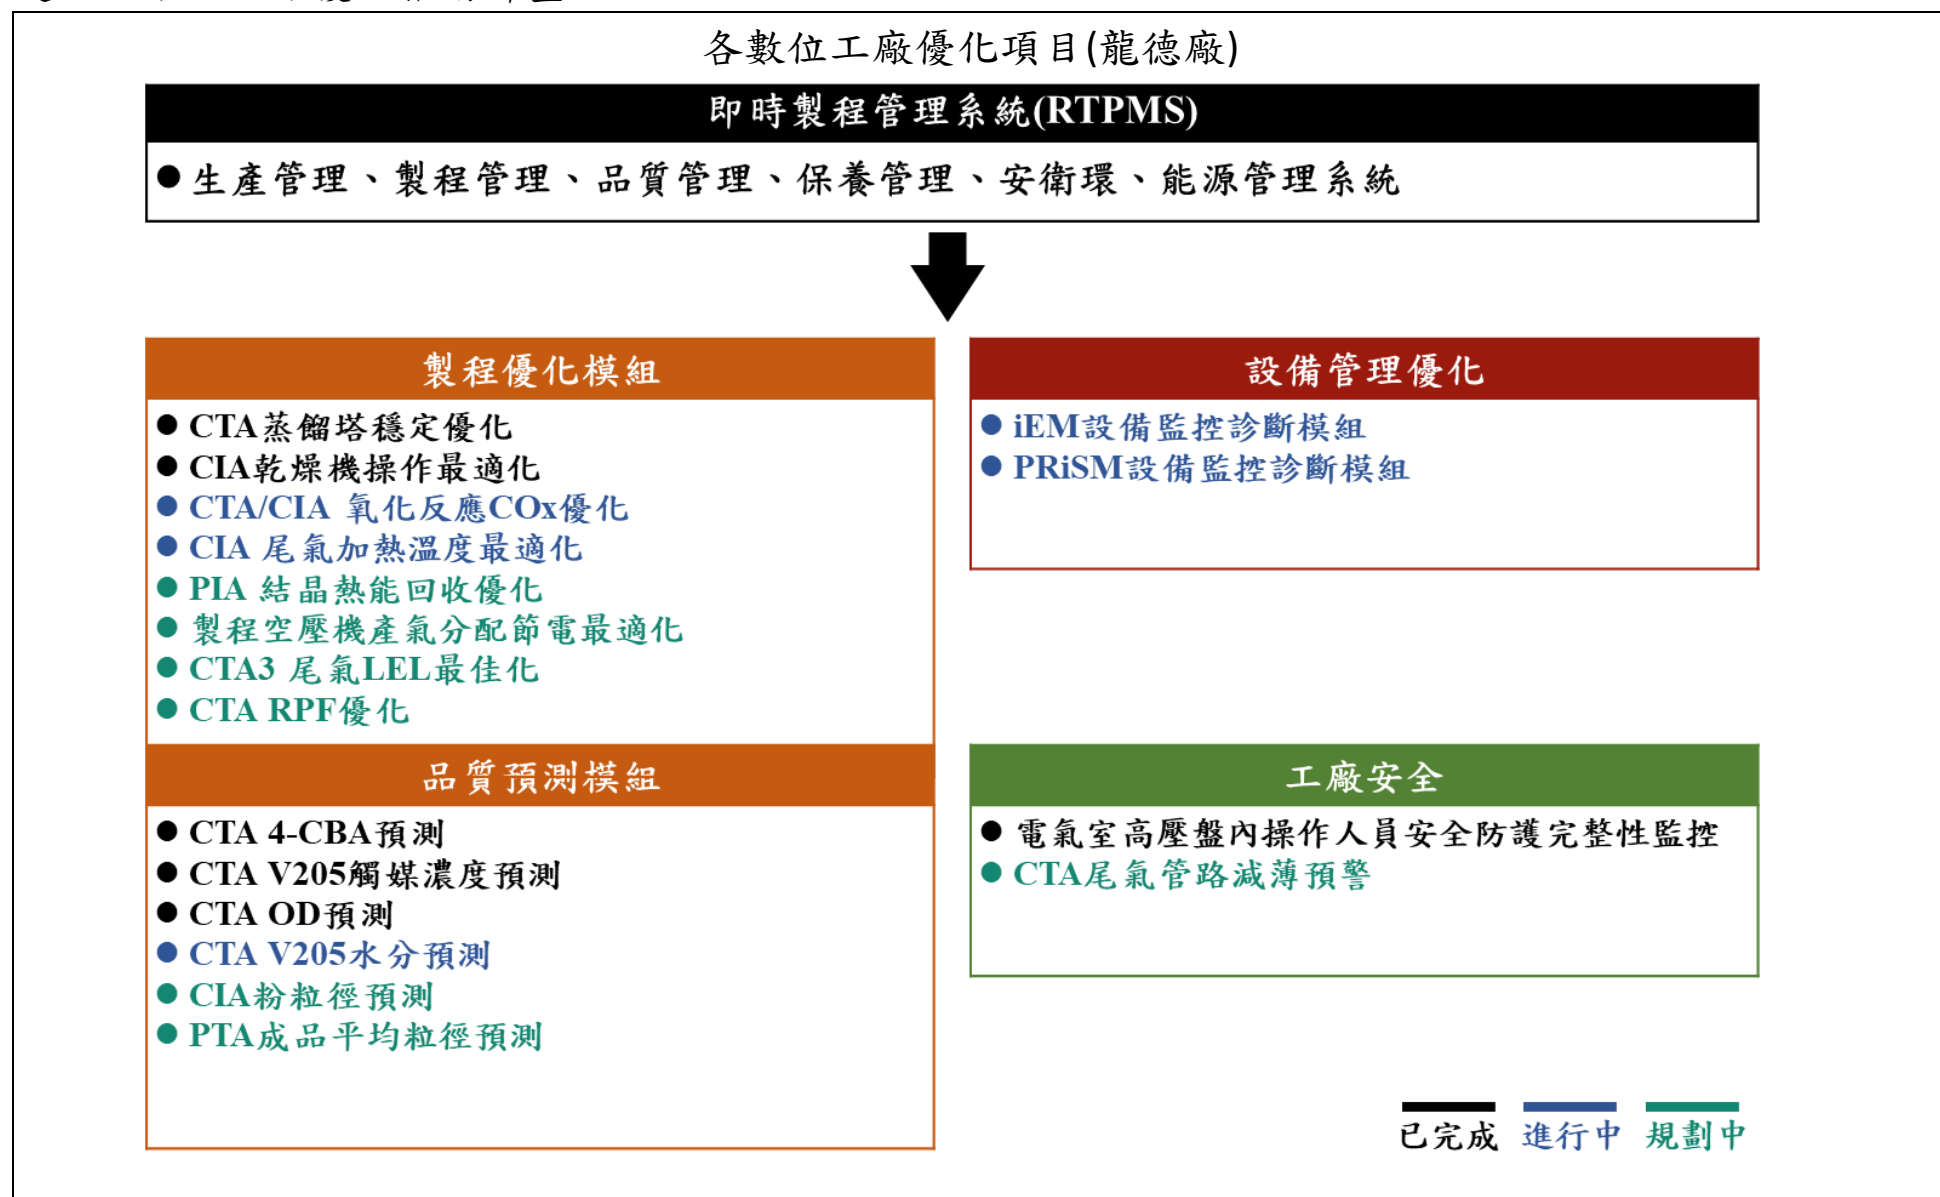 各數位工廠優化項目(龍德廠)
即時製程管理系統(RTPMS)
●生產管理、製程管理、品質管理、保養管理、安衛環、能源管理系統
製程優化模組
●CTA蒸餾塔穩定優化
●CIA乾燥機操作最適化
●CTA/CIA 氧化反應COx優化
●CIA 尾氣加熱溫度最適化
●PIA 結晶熱能回收優化
●製程空壓機產氣分配節電最適化
●CTA3 尾氣LEL最佳化
●CTA RPF優化
設備管理優化
●iEM設備監控診斷模組
●PRiSM設備監控診斷模組
品質預測模組
●CTA 4-CBA預測
●CTA V205觸媒濃度預測
●CTA OD預測
●CTA V205水分預測
●CIA粉粒徑預測
●PTA成品平均粒徑預測
工廠安全
●電氣室高壓盤內操作人員安全防護完整性監控
●CTA尾氣管路減薄預警
已完成 進行中 規劃中